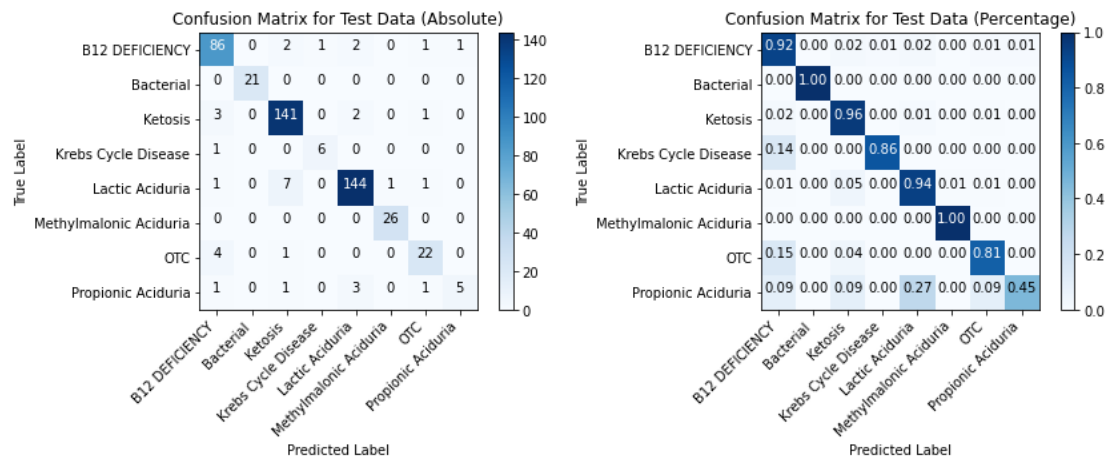 Confusion Matrix for Test Data (Absolute)
B12 DEFICIENCY 86 0 2 1 2 0 1 1
Bacterial 0 21 0 0 0 0 0 0
Ketosis 3 0 141 0 2 0 1 0
Krebs Cycle Disease 1 0 0 6 0 0 0 0
Lactic Aciduria 1 0 7 0 144 1 1 0
Methylmalonic Aciduria 0 0 0 0 0 26 0 0
OTC 4 0 1 0 0 0 22 0
Propionic Aciduria 1 0 1 0 3 0 1 5
True Label
B12 DEFICIENCY
Bacterial
Ketosis
Krebs Cycle Disease
Lactic Aciduria
Methylmalonic Aciduria
OTC
Propionic Aciduria
Predicted Label
140
120
100
80
60
40
20
0
Confusion Matrix for Test Data (Percentage)
B12 DEFICIENCY 0.92 0.00 0.02 0.01 0.02 0.00 0.01 0.01
Bacterial 0.00 1.00 0.00 0.00 0.00 0.00 0.00 0.00
Ketosis 0.02 0.00 0.96 0.00 0.01 0.00 0.01 0.00
Krebs Cycle Disease 0.14 0.00 0.00 0.86 0.00 0.00 0.00 0.00
Lactic Aciduria 0.01 0.00 0.05 0.00 0.94 0.01 0.01 0.00
Methylmalonic Aciduria 0.00 0.00 0.00 0.00 0.00 1.00 0.00 0.00
OTC 0.15 0.00 0.04 0.00 0.00 0.00 0.81 0.00
Propionic Aciduria 0.09 0.00 0.09 0.00 0.27 0.00 0.09 0.45
True Label
B12 DEFICIENCY
Bacterial
Ketosis
Krebs Cycle Disease
Lactic Aciduria
Methylmalonic Aciduria
OTC
Propionic Aciduria
Predicted Label
1.0
0.8
0.6
0.4
0.2
0.0